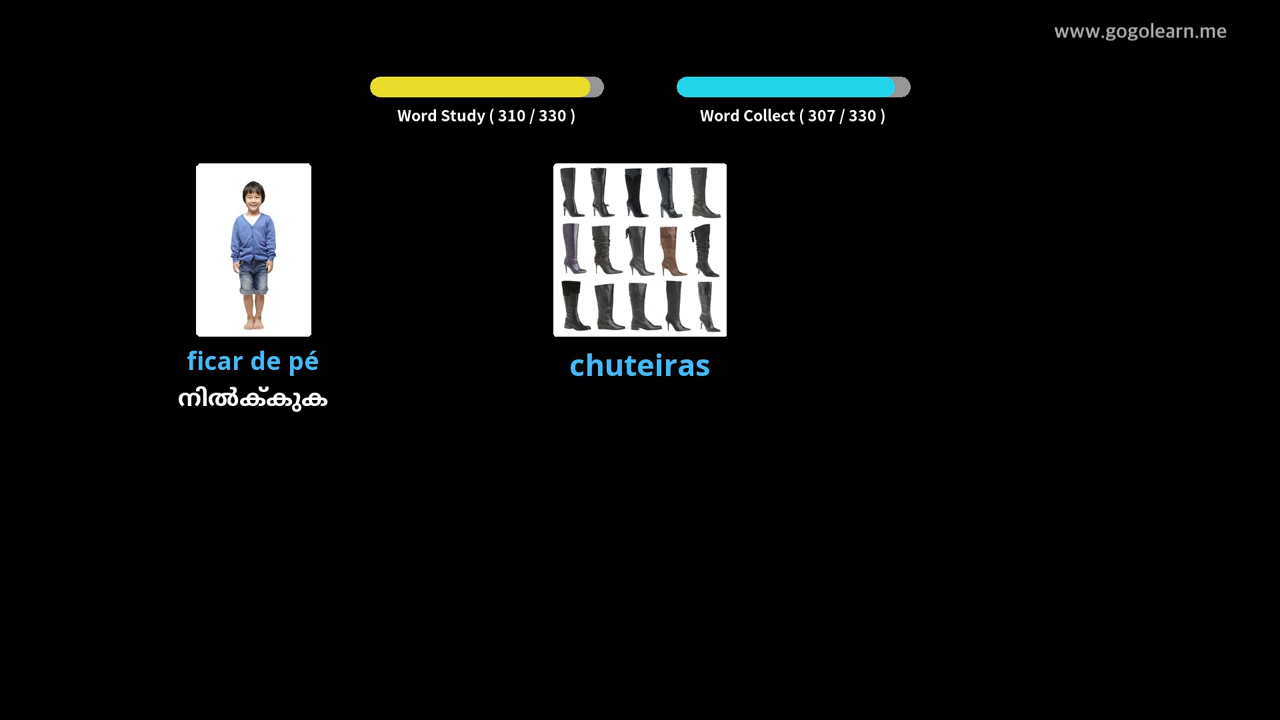 www.gogolearn.me
Word Study ( 310 / 330 )
Word Collect ( 307 / 330 )
ficar de pé
നിൽക്കുക
chuteiras